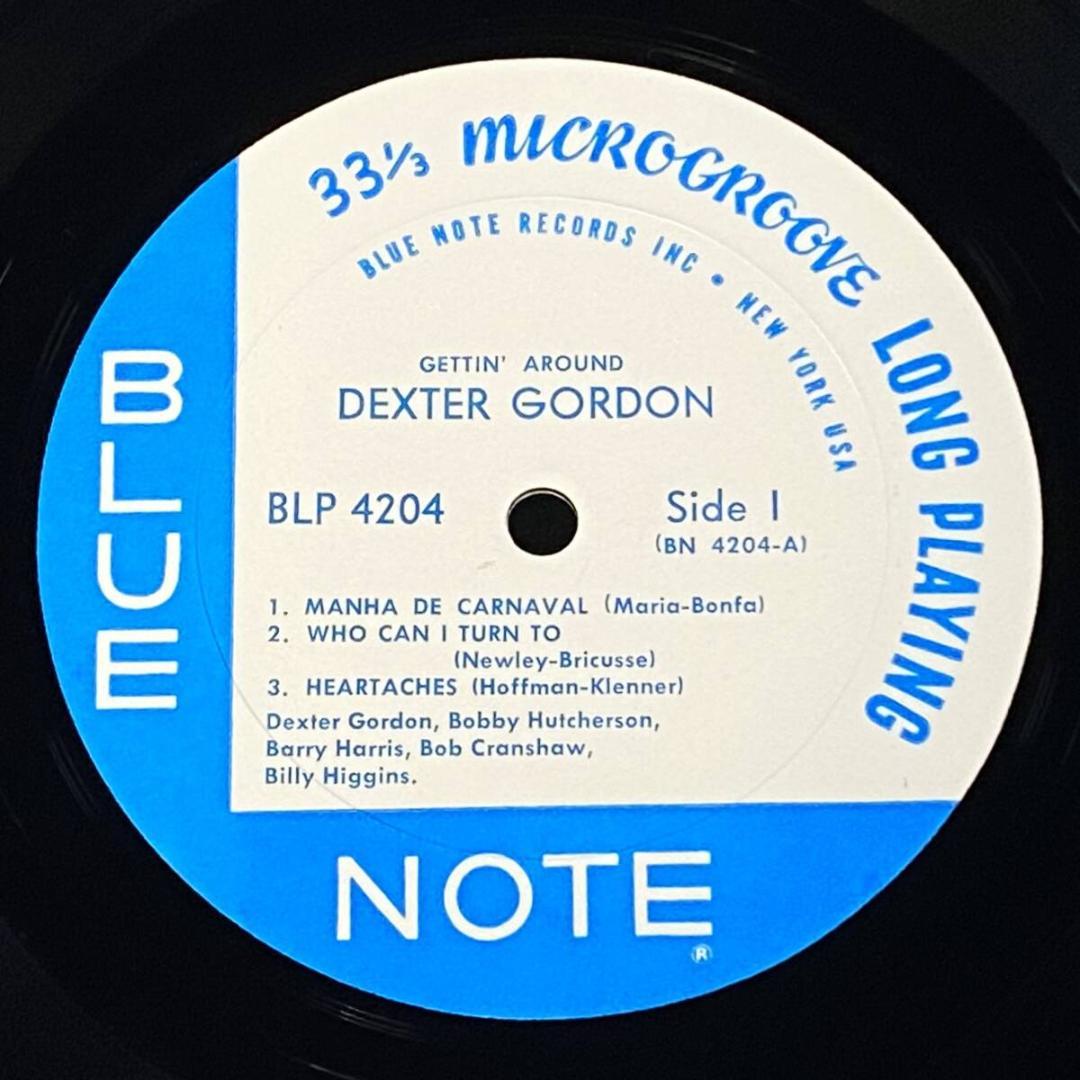 33⅓ MICROGROOVE LONG PLAYING
BLUE NOTE RECORDS INC • NEW YORK USA
GETTIN' AROUND
DEXTER GORDON
BLP 4204
Side 1
(BN 4204-A)
1. MANHA DE CARNAVAL (Maria-Bonfa)
2. WHO CAN I TURN TO
(Newley-Bricusse)
3. HEARTACHES (Hoffman-Klenner)
Dexter Gordon, Bobby Hutcherson,
Barry Harris, Bob Cranshaw,
Billy Higgins.
BLUE
NOTE
®